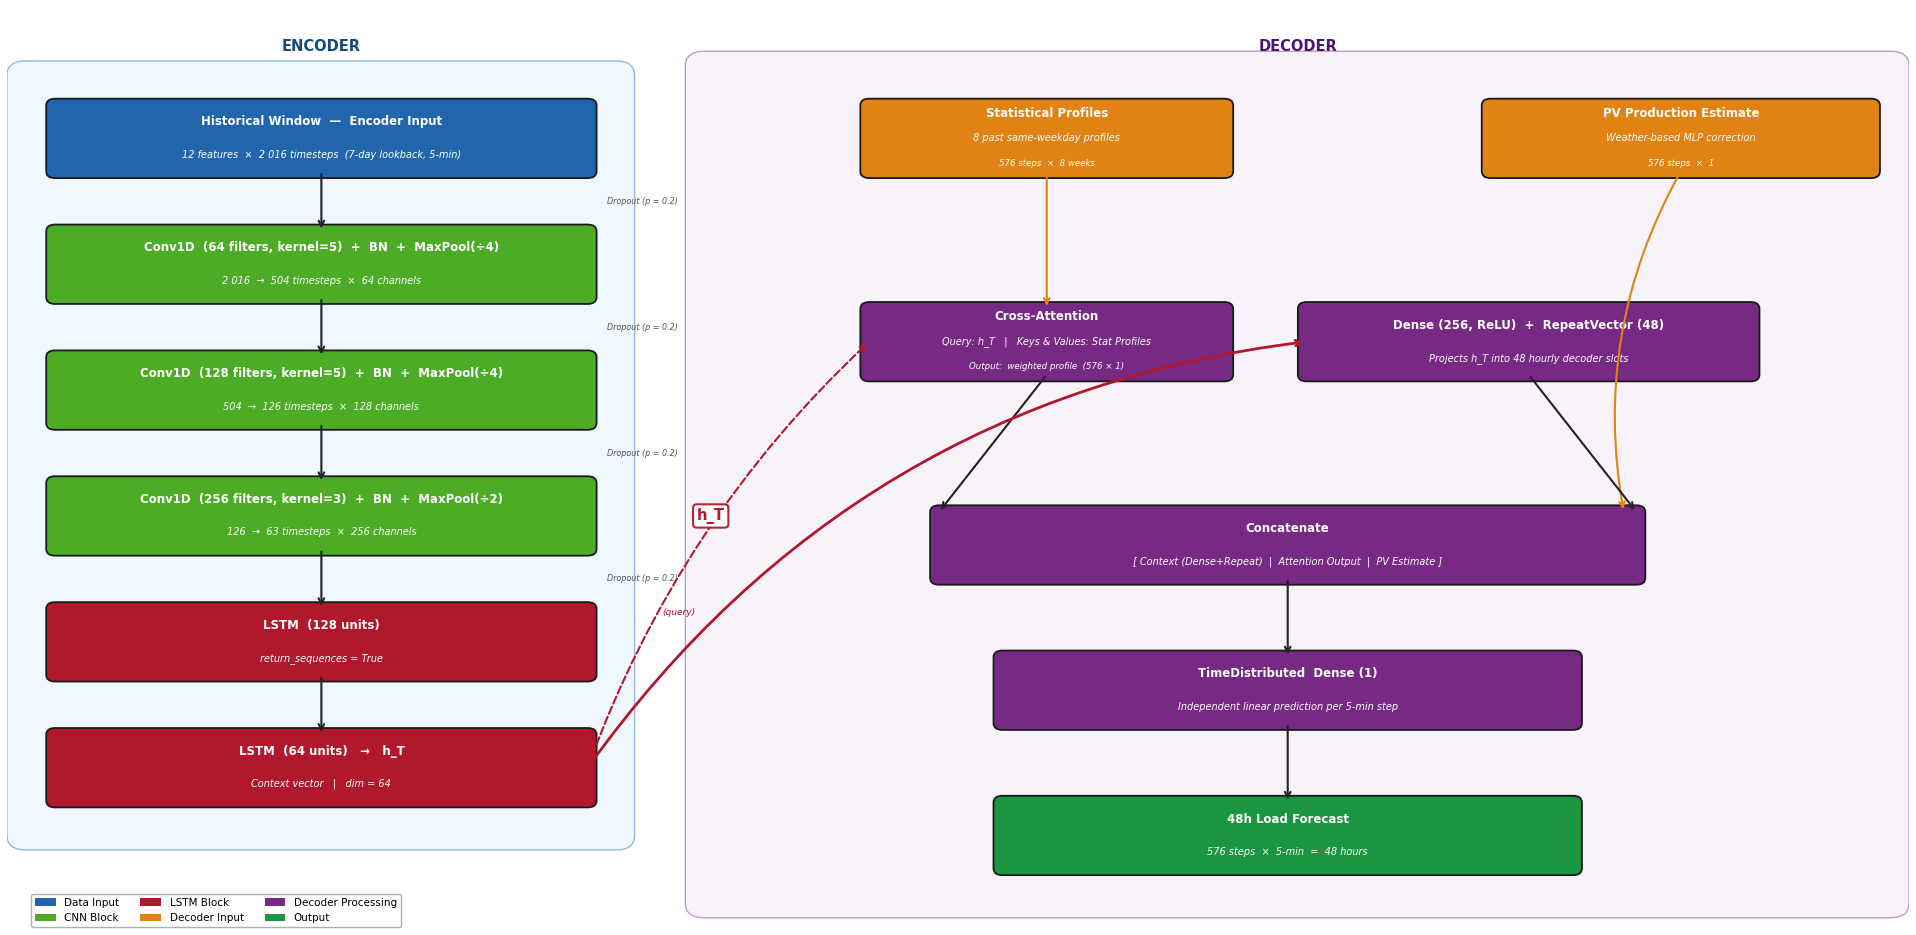 ENCODER
Historical Window — Encoder Input
12 features × 2 016 timesteps (7-day lookback, 5-min)
Dropout (p = 0.2)
Conv1D (64 filters, kernel=5) + BN + MaxPool(÷4)
2 016 → 504 timesteps × 64 channels
Dropout (p = 0.2)
Conv1D (128 filters, kernel=5) + BN + MaxPool(÷4)
504 → 126 timesteps × 128 channels
Dropout (p = 0.2)
Conv1D (256 filters, kernel=3) + BN + MaxPool(÷2)
126 → 63 timesteps × 256 channels
Dropout (p = 0.2)
LSTM (128 units)
return_sequences = True
LSTM (64 units) → h_T
Context vector | dim = 64
h_T
(query)
DECODER
Statistical Profiles
8 past same-weekday profiles
576 steps × 8 weeks
PV Production Estimate
Weather-based MLP correction
576 steps × 1
Cross-Attention
Query: h_T | Keys & Values: Stat Profiles
Output: weighted profile (576 × 1)
Dense (256, ReLU) + RepeatVector (48)
Projects h_T into 48 hourly decoder slots
Concatenate
[ Context (Dense+Repeat) | Attention Output | PV Estimate ]
TimeDistributed Dense (1)
Independent linear prediction per 5-min step
48h Load Forecast
576 steps × 5-min = 48 hours
Data Input
CNN Block
LSTM Block
Decoder Input
Decoder Processing
Output